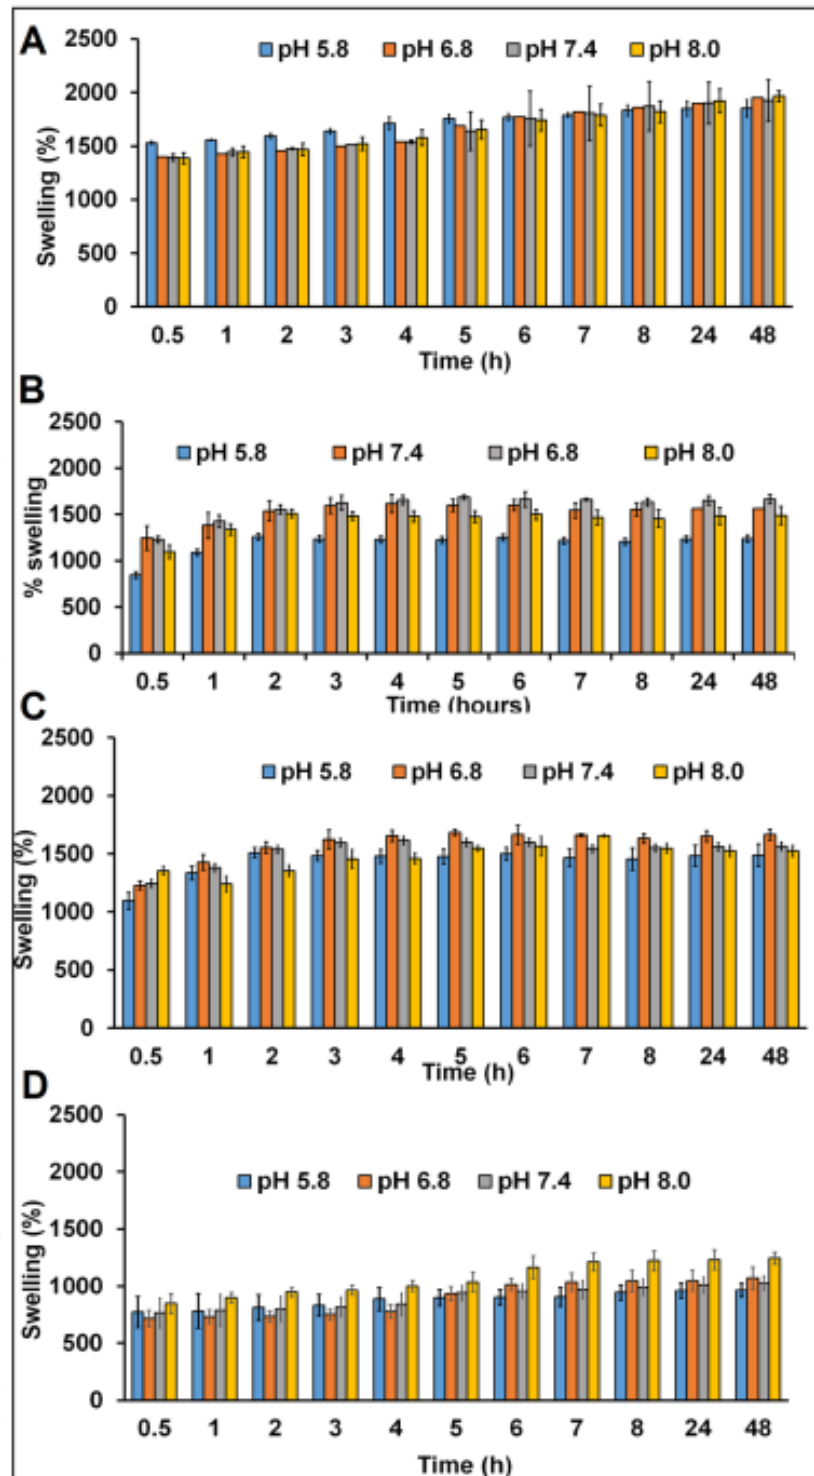 A
2500
pH 5.8 pH 6.8 pH 7.4 pH 8.0
2000
1500
1000
500
0
Swelling (%)
0.5 1 2 3 4 5 6 7 8 24 48
Time (h)
B
2500
pH 5.8 pH 7.4 pH 6.8 pH 8.0
2000
1500
1000
500
0
% swelling
0.5 1 2 3 4 5 6 7 8 24 48
Time (hours)
C
2500
pH 5.8 pH 6.8 pH 7.4 pH 8.0
2000
1500
1000
500
0
Swelling (%)
0.5 1 2 3 4 5 6 7 8 24 48
Time (h)
D
2500
2000
pH 5.8 pH 6.8 pH 7.4 pH 8.0
1500
1000
500
0
Swelling (%)
0.5 1 2 3 4 5 6 7 8 24 48
Time (h)